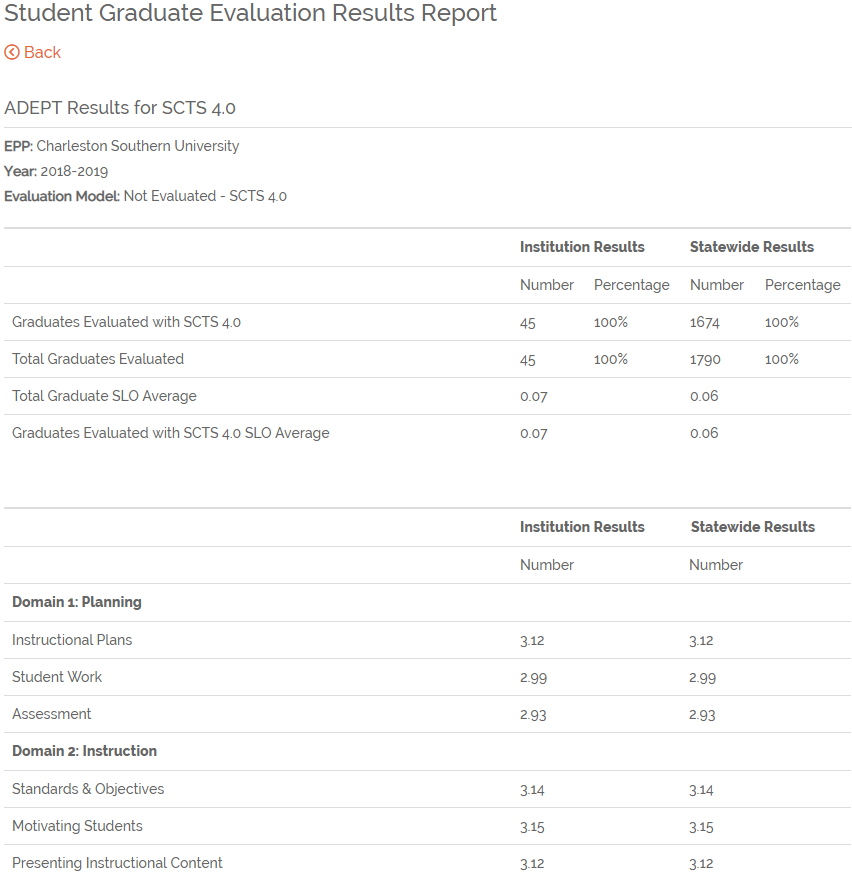 Student Graduate Evaluation Results Report
Back
ADEPT Results for SCTS 4.0
EPP: Charleston Southern University
Year: 2018-2019
Evaluation Model: Not Evaluated - SCTS 4.0
Institution Results Statewide Results
Number Percentage Number Percentage
Graduates Evaluated with SCTS 4.0 45 100% 1674 100%
Total Graduates Evaluated 45 100% 1790 100%
Total Graduate SLO Average 0.07 0.06
Graduates Evaluated with SCTS 4.0 SLO Average 0.07 0.06
Institution Results Statewide Results
Number Number
Domain 1: Planning
Instructional Plans 3.12 3.12
Student Work 2.99 2.99
Assessment 2.93 2.93
Domain 2: Instruction
Standards & Objectives 3.14 3.14
Motivating Students 3.15 3.15
Presenting Instructional Content 3.12 3.12